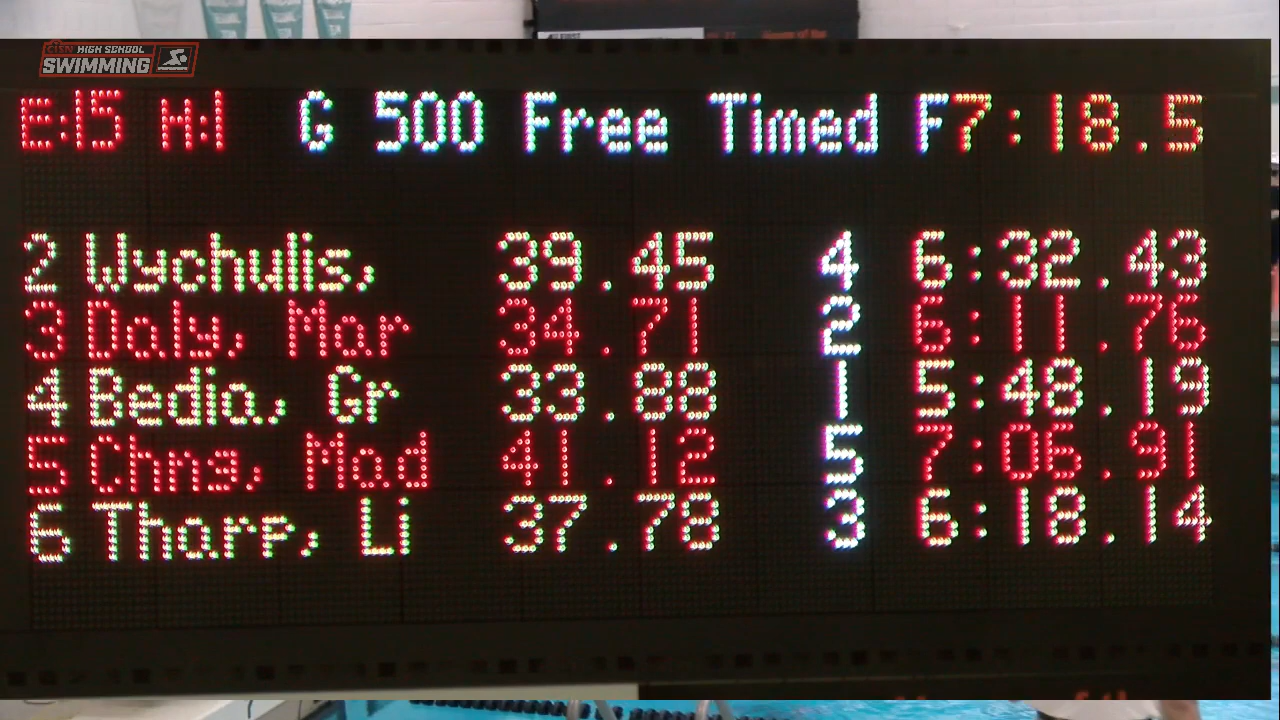 CISN HIGH SCHOOL
SWIMMING
E:15 H:1 G 500 Free Timed F7:18.5
2 Wychulis, 39.45 4 6:32.43
3 Daly, Mar 34.71 2 6:11.76
4 Bedia, Gr 33.88 1 5:48.19
5 Chng, Mad 41.12 5 7:06.91
6 Tharp, Li 37.78 3 6:18.14